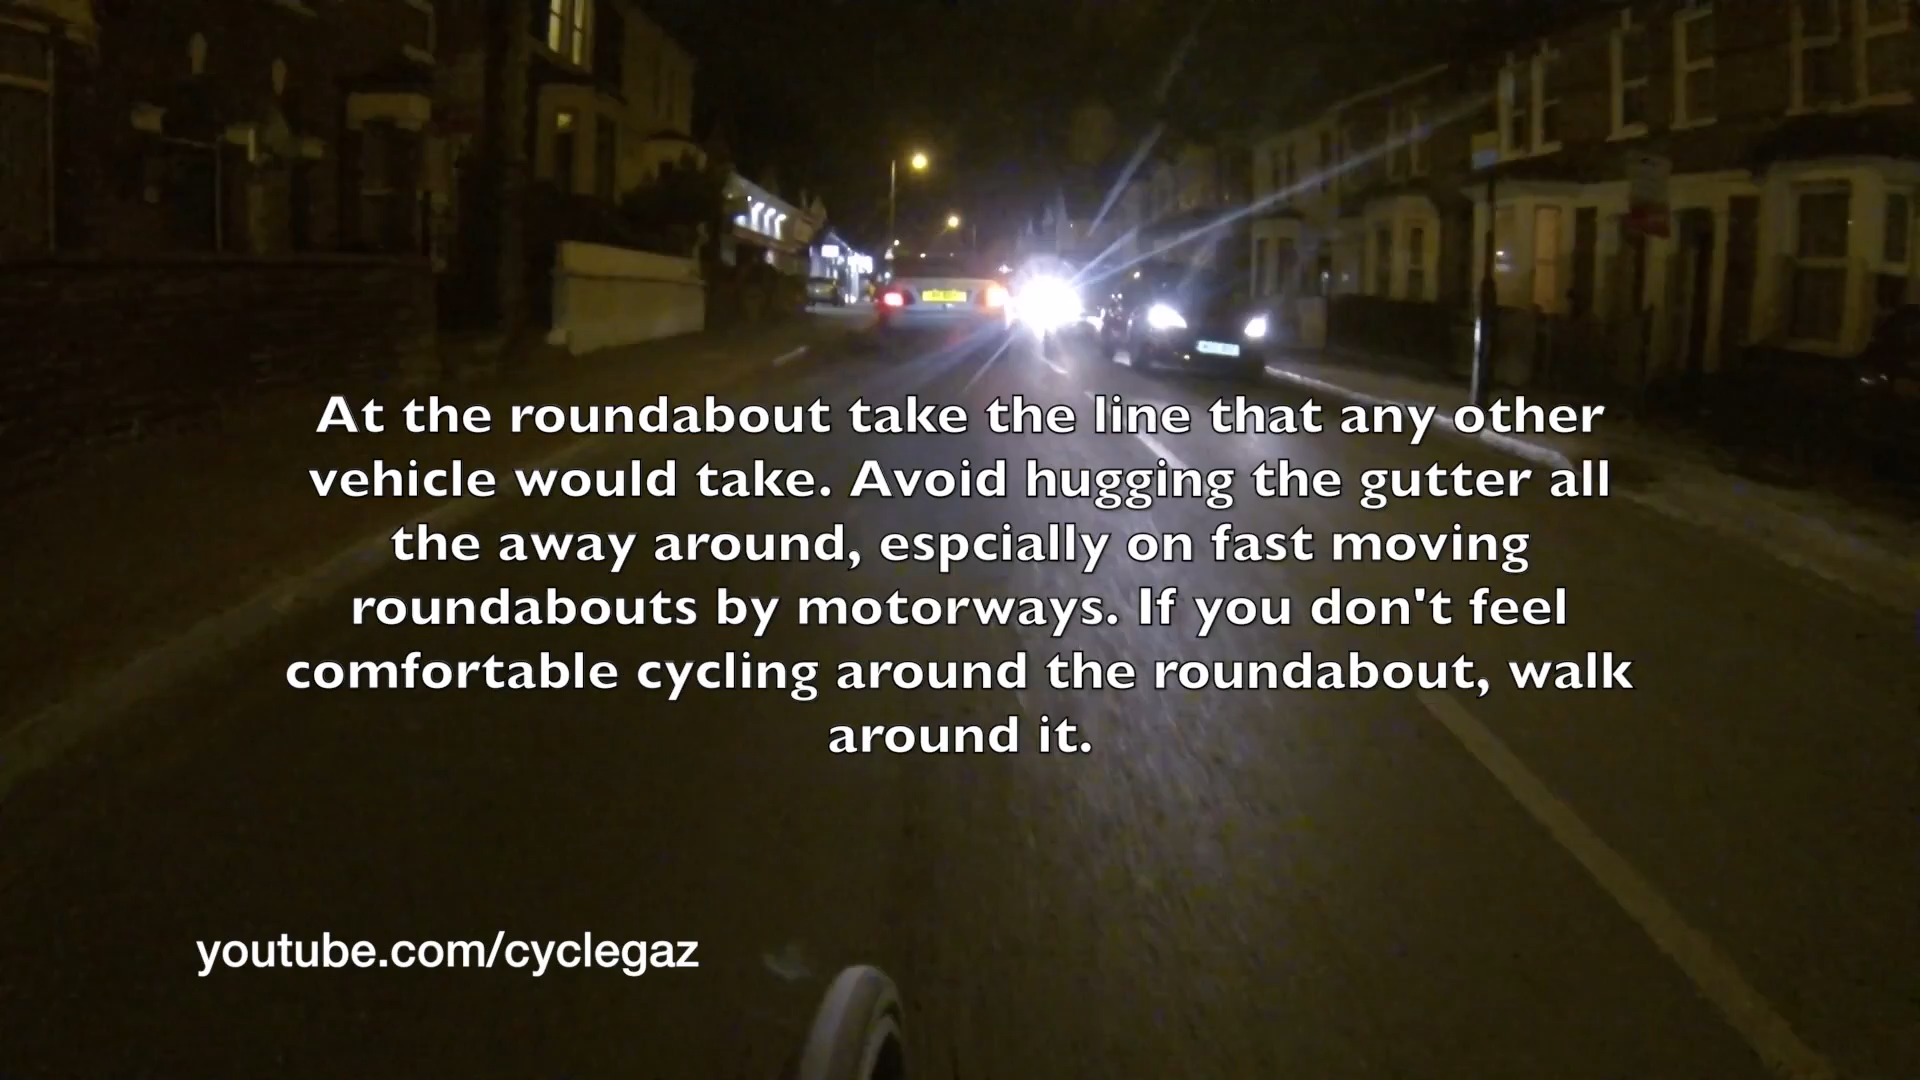 At the roundabout take the line that any other
vehicle would take. Avoid hugging the gutter all
the away around, espcially on fast moving
roundabouts by motorways. If you don't feel
comfortable cycling around the roundabout, walk
around it.
youtube.com/cyclegaz